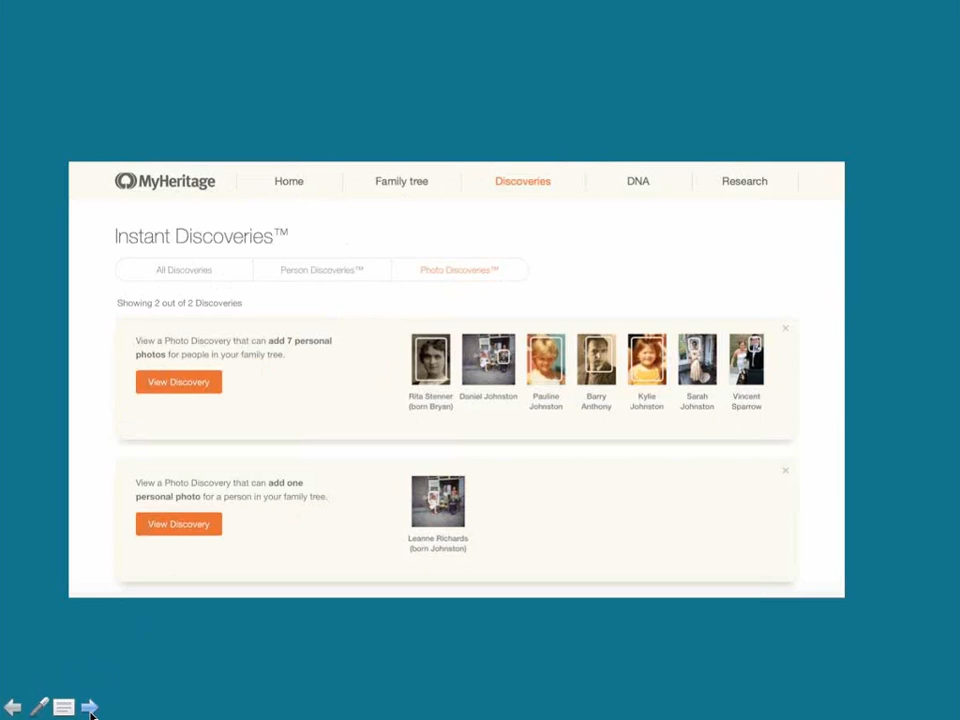 MyHeritage
Home
Family tree
Discoveries
DNA
Research
Instant Discoveries™
All Discoveries
Person Discoveries™
Photo Discoveries™
Showing 2 out of 2 Discoveries
View a Photo Discovery that can add 7 personal
photos for people in your family tree.
View Discovery
Rita Stenner
(born Bryan)
Daniel Johnston
Pauline
Johnston
Barry
Anthony
Kylie
Johnston
Sarah
Johnston
Vincent
Sparrow
View a Photo Discovery that can add one
personal photo for a person in your family tree.
View Discovery
Leanne Richards
(born Johnston)